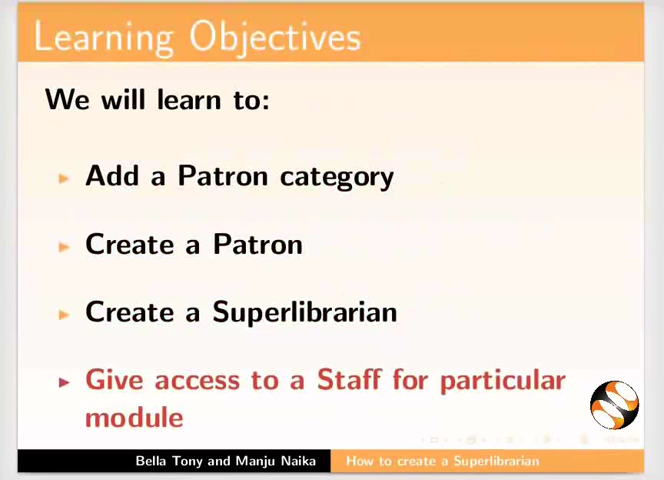 Learning Objectives
We will learn to:
Add a Patron category
Create a Patron
Create a Superlibrarian
Give access to a Staff for particular
module
Bella Tony and Manju Naika
How to create a Superlibrarian